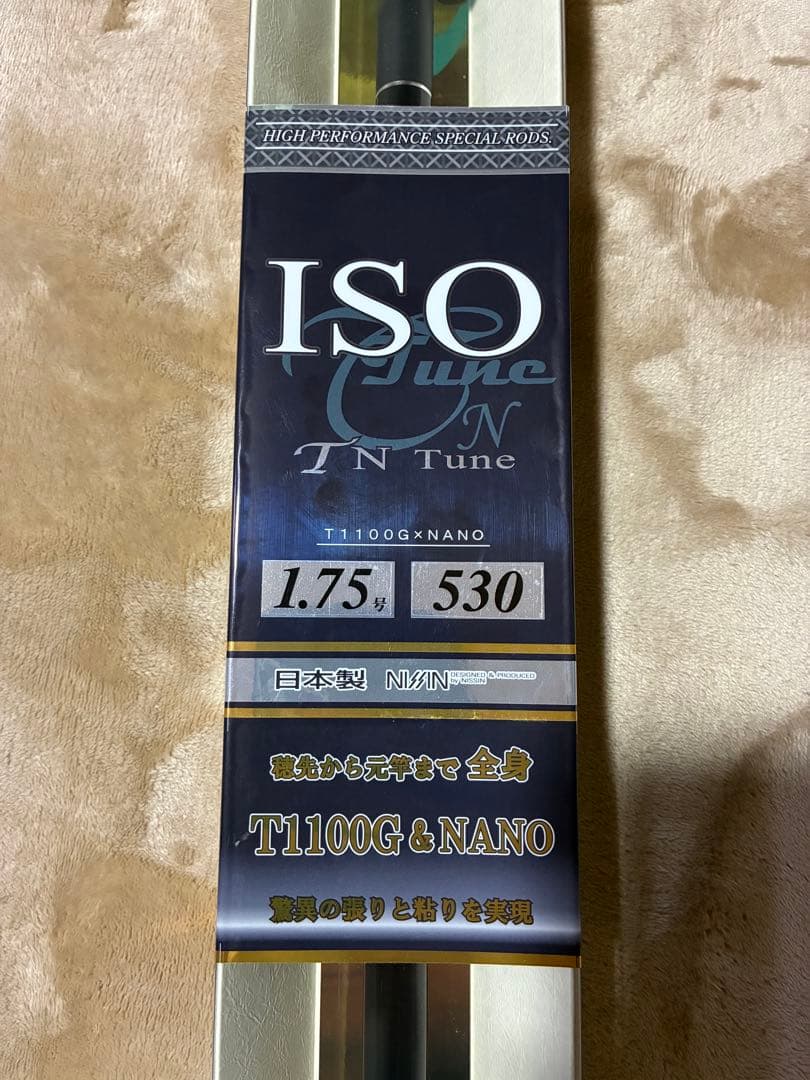 HIGH PERFORMANCE SPECIAL RODS.
ISO
Tune
N
TN Tune
T1100G×NANO
1.75号 530
日本製 NISSIN DESIGNED & PRODUCED
by NISSIN
穂先から元竿まで 全身
T1100G & NANO
驚異の張りと粘りを実現